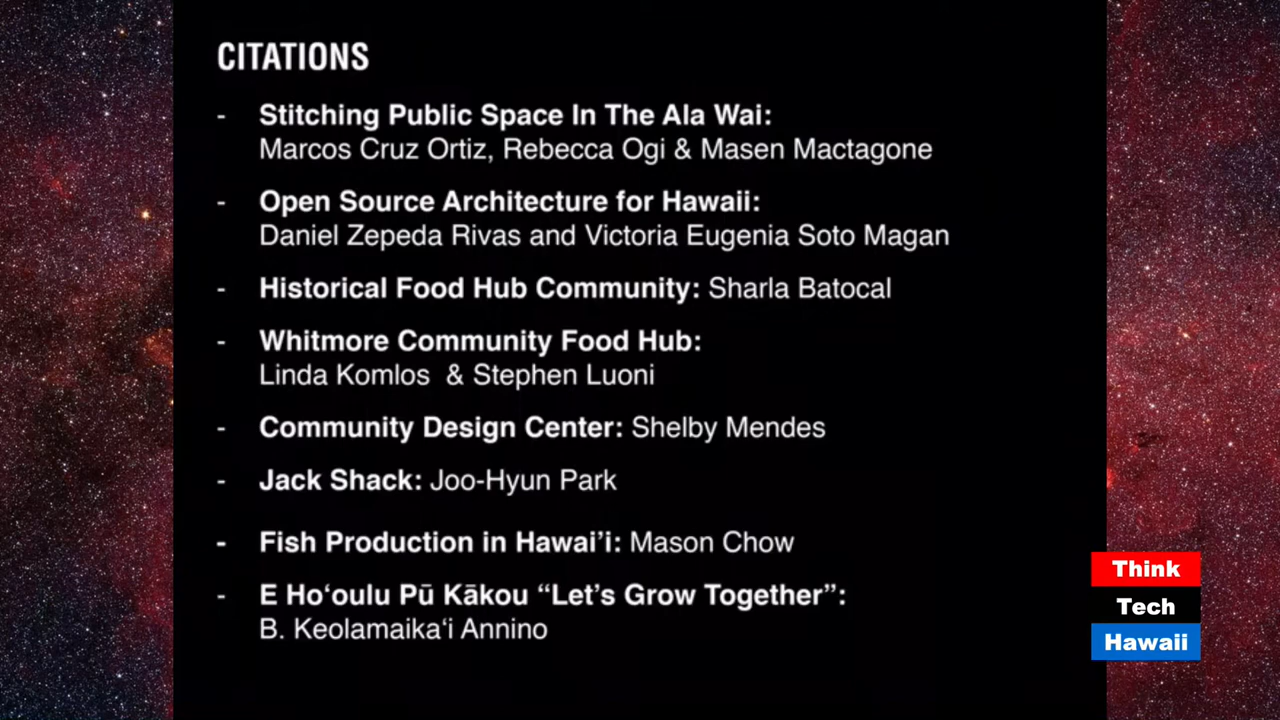 CITATIONS
- Stitching Public Space In The Ala Wai:
Marcos Cruz Ortiz, Rebecca Ogi & Masen Mactagone
- Open Source Architecture for Hawaii:
Daniel Zepeda Rivas and Victoria Eugenia Soto Magan
- Historical Food Hub Community: Sharla Batocal
- Whitmore Community Food Hub:
Linda Komlos & Stephen Luoni
- Community Design Center: Shelby Mendes
- Jack Shack: Joo-Hyun Park
- Fish Production in Hawai’i: Mason Chow
- E Hoʻoulu Pū Kākou “Let’s Grow Together”:
B. Keolamaikaʻi Annino
Think
Tech
Hawaii